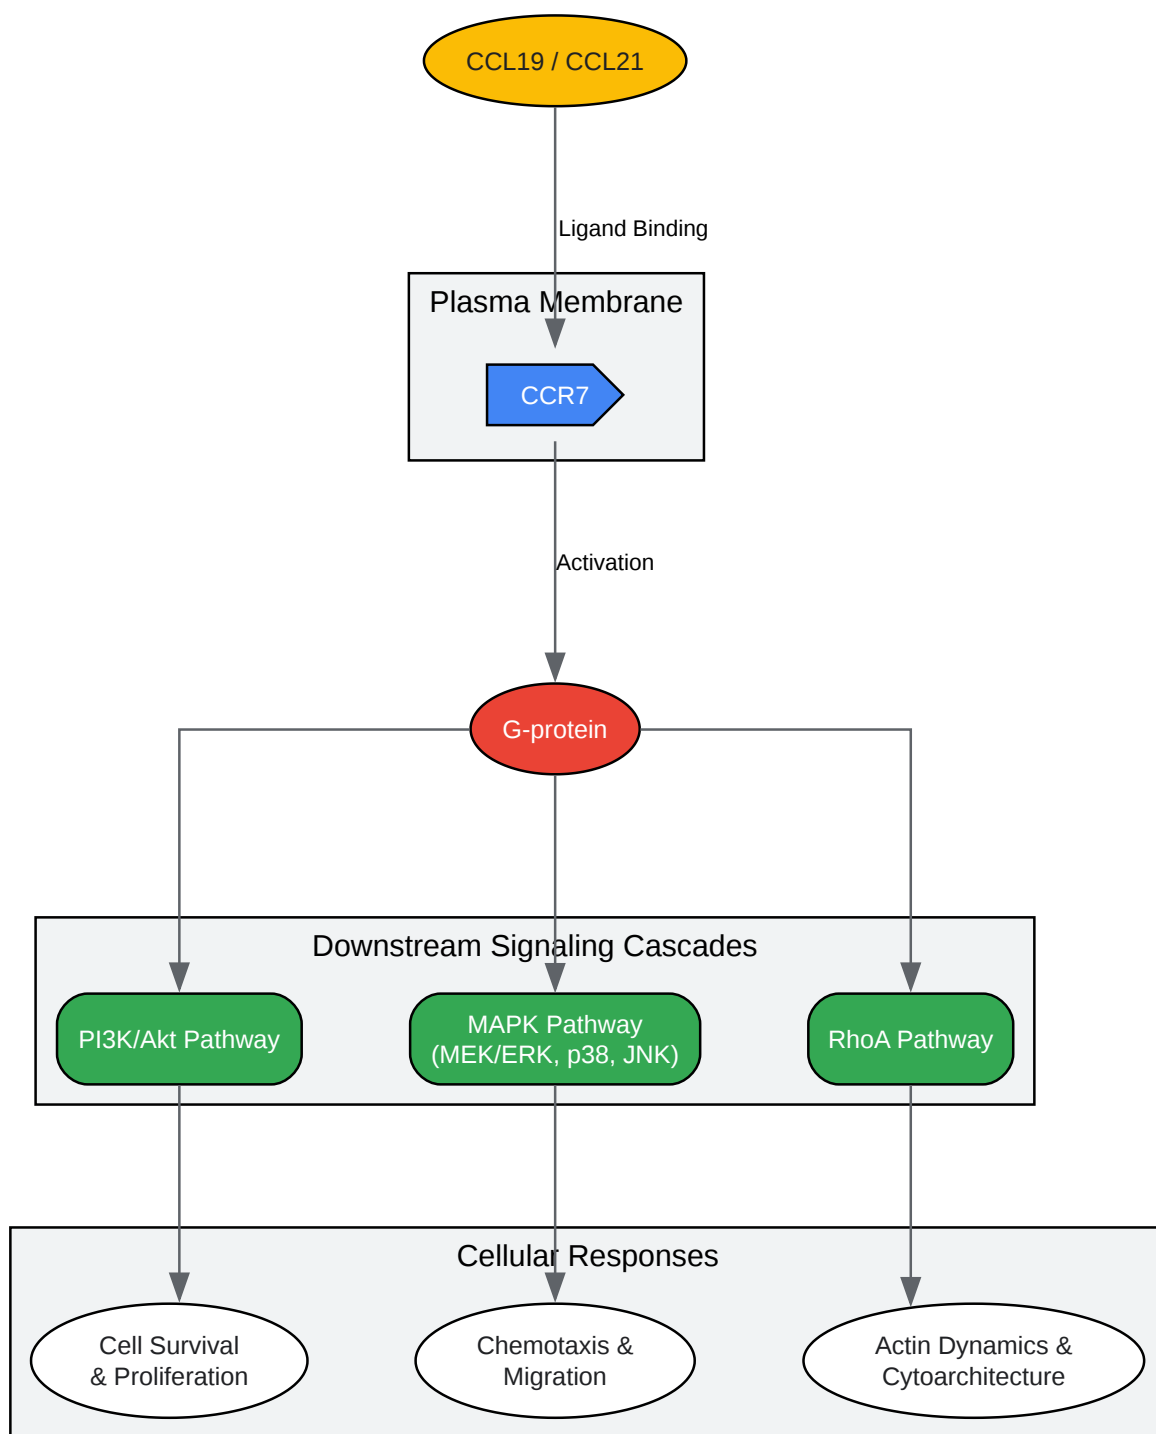 CCL19 / CCL21
Ligand Binding
Plasma Membrane
CCR7
Activation
G-protein
Downstream Signaling Cascades
PI3K/Akt Pathway
MAPK Pathway
(MEK/ERK, p38, JNK)
RhoA Pathway
Cellular Responses
Cell Survival
& Proliferation
Chemotaxis &
Migration
Actin Dynamics &
Cytoarchitecture